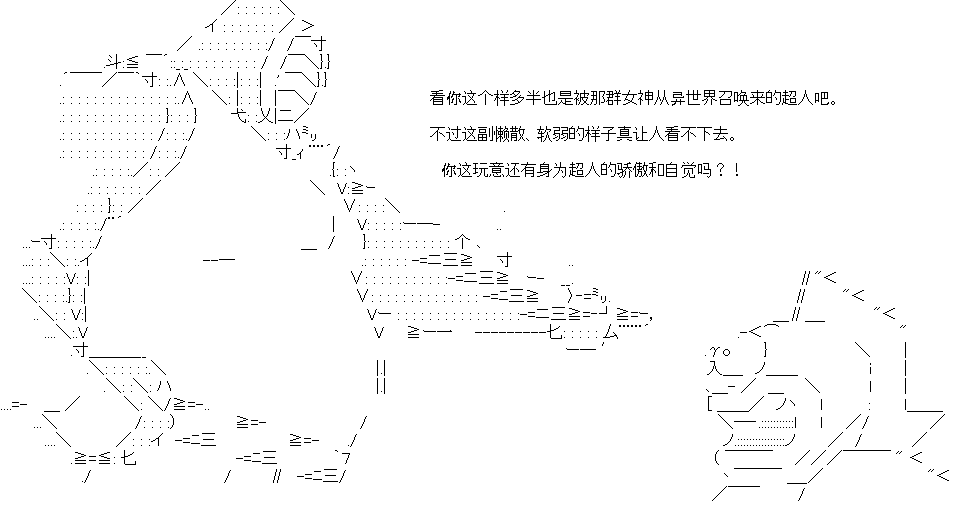 看你这个样多半也是被那群女神从异世界召唤来的超人吧。
不过这副懒散、软弱的样子真让人看不下去。
你这玩意还有身为超人的骄傲和自觉吗？！